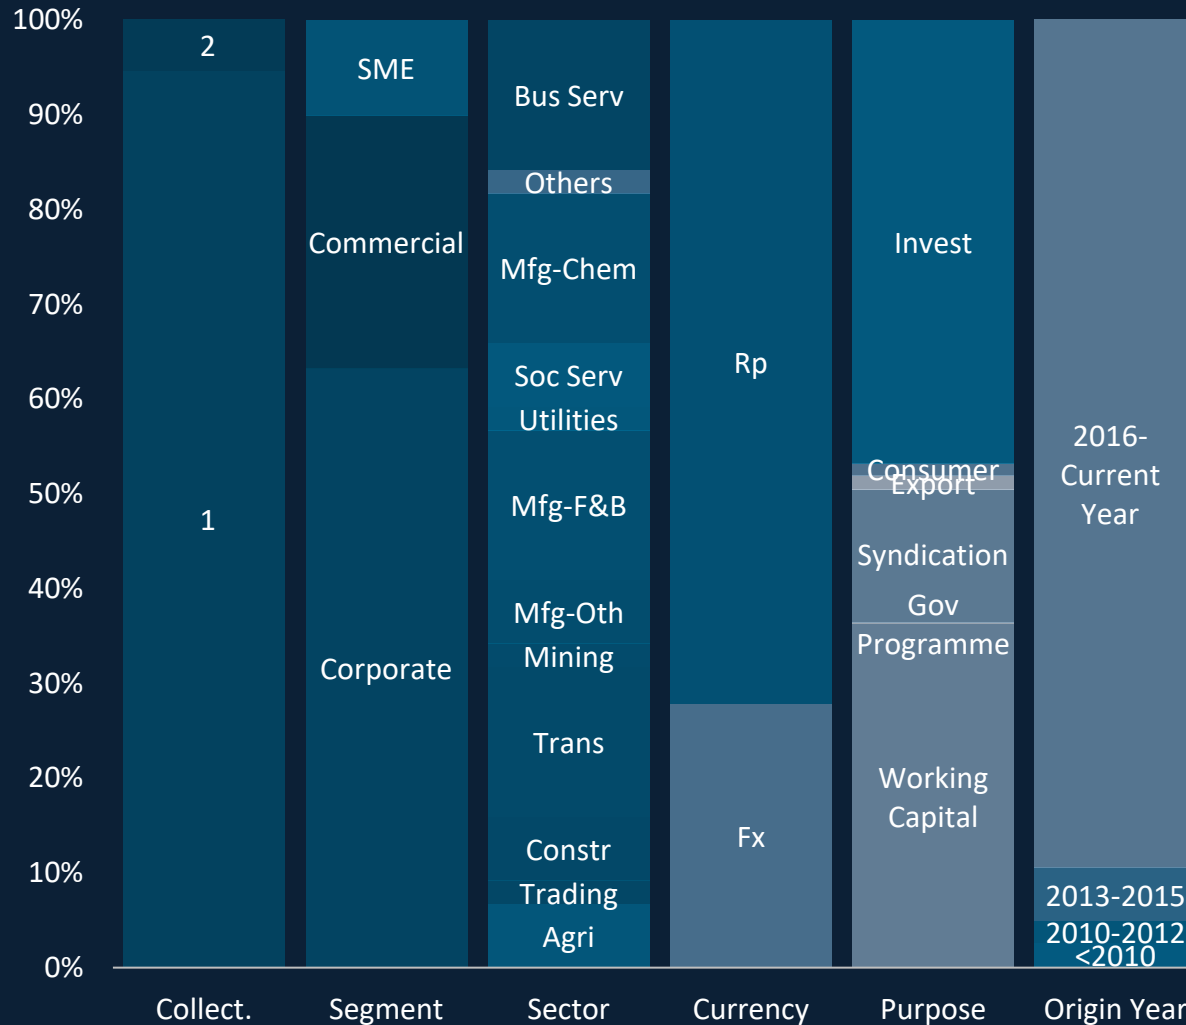 100%
90%
80%
70%
60%
50%
40%
30%
20%
10%
0%
2
1
SME
Commercial
Corporate
Bus Serv
Others
Mfg-Chem
Soc Serv
Utilities
Mfg-F&B
Mfg-Oth
Mining
Trans
Constr
Trading
Agri
Rp
Fx
Invest
Consumer
Export
Syndication
Gov
Programme
Working
Capital
2016-
Current
Year
2013-2015
2010-2012
<2010
Collect.
Segment
Sector
Currency
Purpose
Origin Year